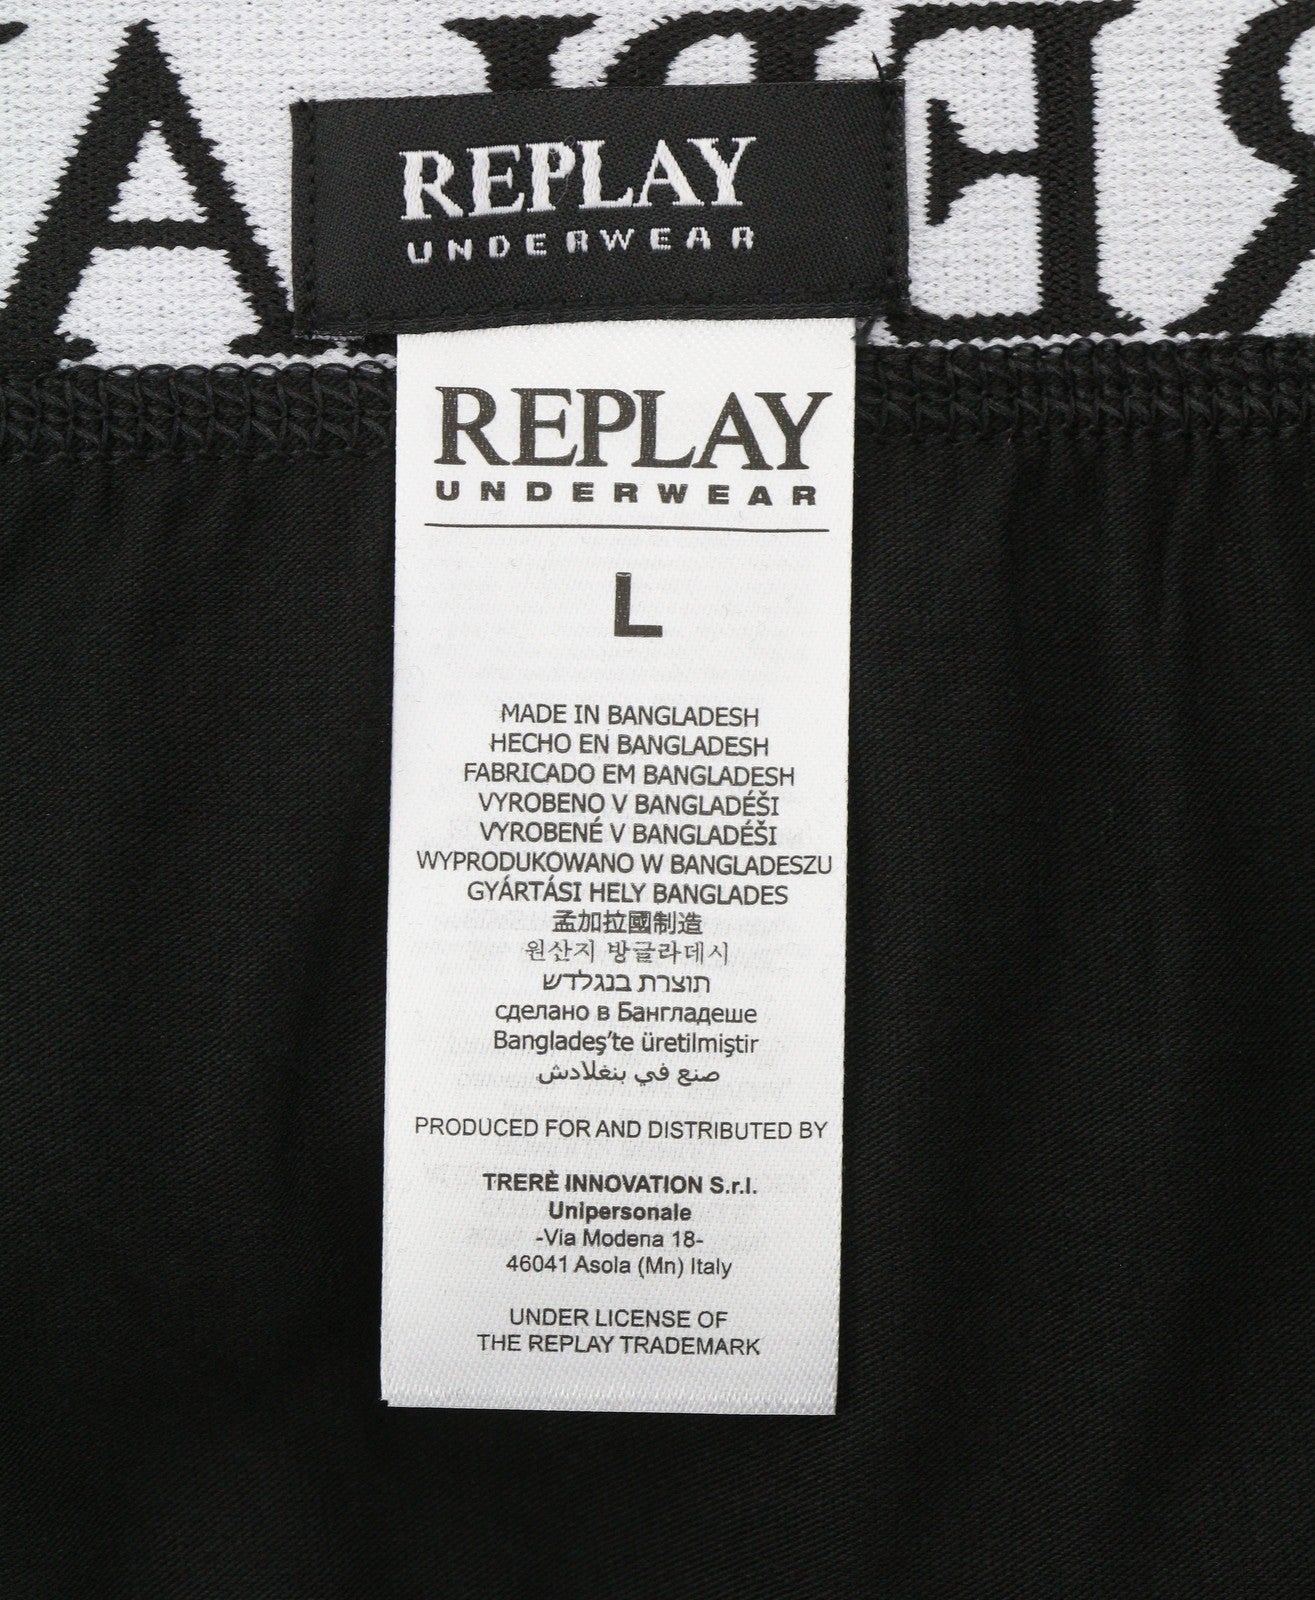 REPLAY
UNDERWEAR
REPLAY
UNDERWEAR
L
MADE IN BANGLADESH
HECHO EN BANGLADESH
FABRICADO EM BANGLADESH
VYROBENO V BANGLADÉŠI
VYROBENÉ V BANGLADÉŠI
WYPRODUKOWANO W BANGLADESZU
GYÁRTÁSI HELY BANGLADES
孟加拉國制造
원산지 방글라데시
תוצרת בנגלדש
сделано в Бангладеше
Bangladeş'te üretilmiştir
صنع في بنغلادش
PRODUCED FOR AND DISTRIBUTED BY
TRERÈ INNOVATION S.r.l.
Unipersonale
-Via Modena 18-
46041 Asola (Mn) Italy
UNDER LICENSE OF
THE REPLAY TRADEMARK